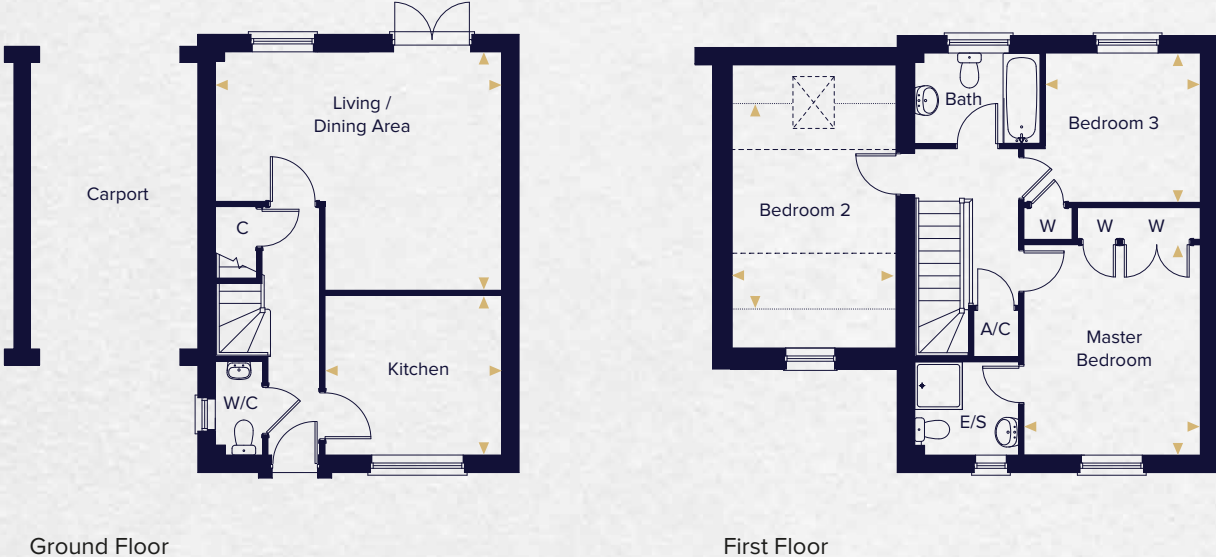 Living /
Dining Area
Carport
C
Kitchen
W/C
Ground Floor
Bath
Bedroom 3
Bedroom 2
W
W
W
A/C
Master
Bedroom
E/S
First Floor